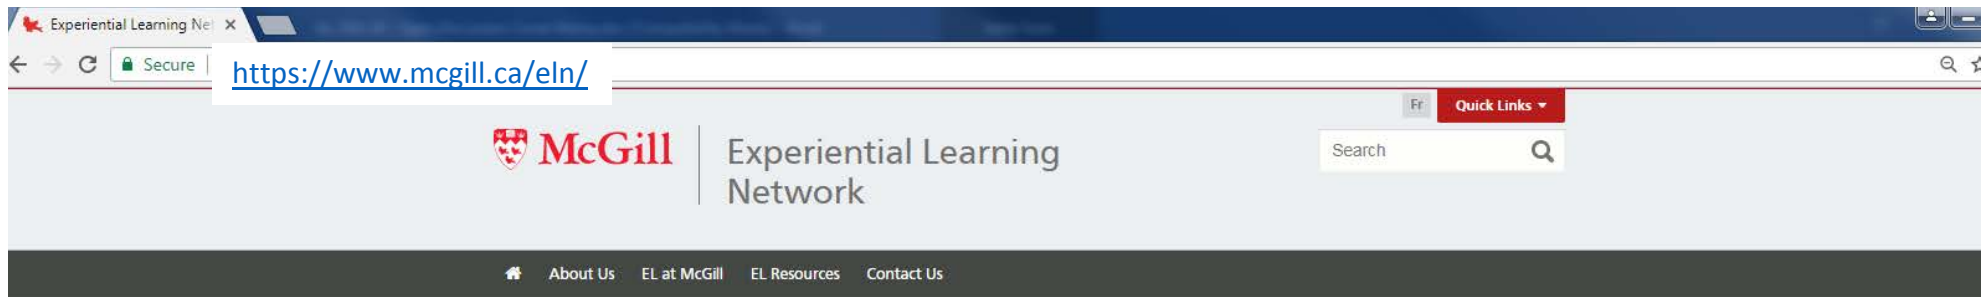 Experiential Learning Ne
Secure
https://www.mcgill.ca/eln/
Fr Quick Links
McGill
Experiential Learning
Network
Search
About Us EL at McGill EL Resources Contact Us